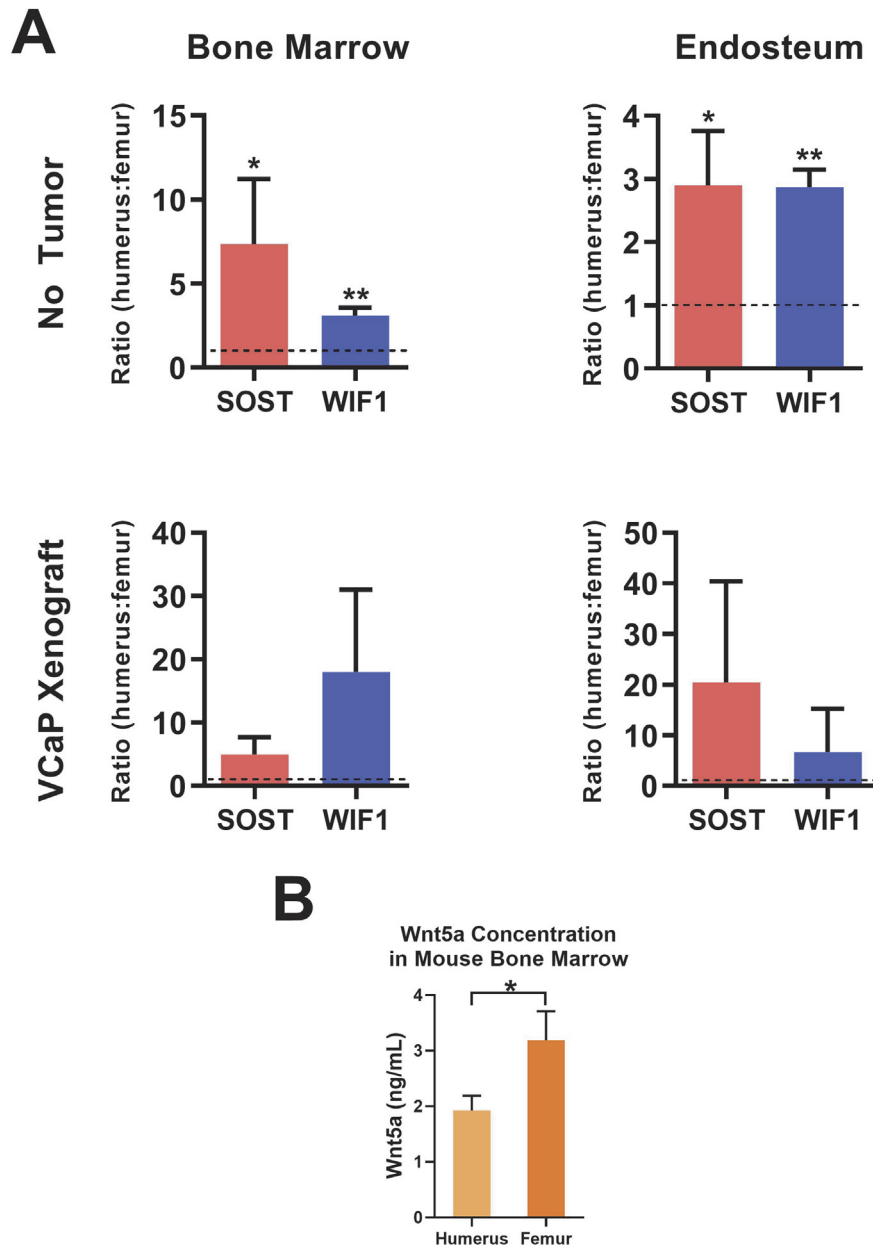 A
Bone Marrow
Endosteum
No Tumor
Ratio (humerus:femur)
15
10
5
0
*
**
SOST
WIF1
Ratio (humerus:femur)
4
3
2
1
0
*
**
SOST
WIF1
VCaP Xenograft
Ratio (humerus:femur)
40
30
20
10
0
SOST
WIF1
Ratio (humerus:femur)
50
40
30
20
10
0
SOST
WIF1
B
Wnt5a Concentration
in Mouse Bone Marrow
Wnt5a (ng/mL)
4
3
2
1
0
*
Humerus
Femur